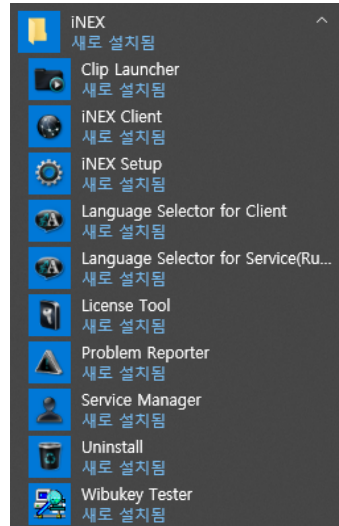 iNEX
새로 설치됨
Clip Launcher
새로 설치됨
iNEX Client
새로 설치됨
iNEX Setup
새로 설치됨
Language Selector for Client
새로 설치됨
Language Selector for Service(Ru...
새로 설치됨
License Tool
새로 설치됨
Problem Reporter
새로 설치됨
Service Manager
새로 설치됨
Uninstall
새로 설치됨
Wibukey Tester
새로 설치됨